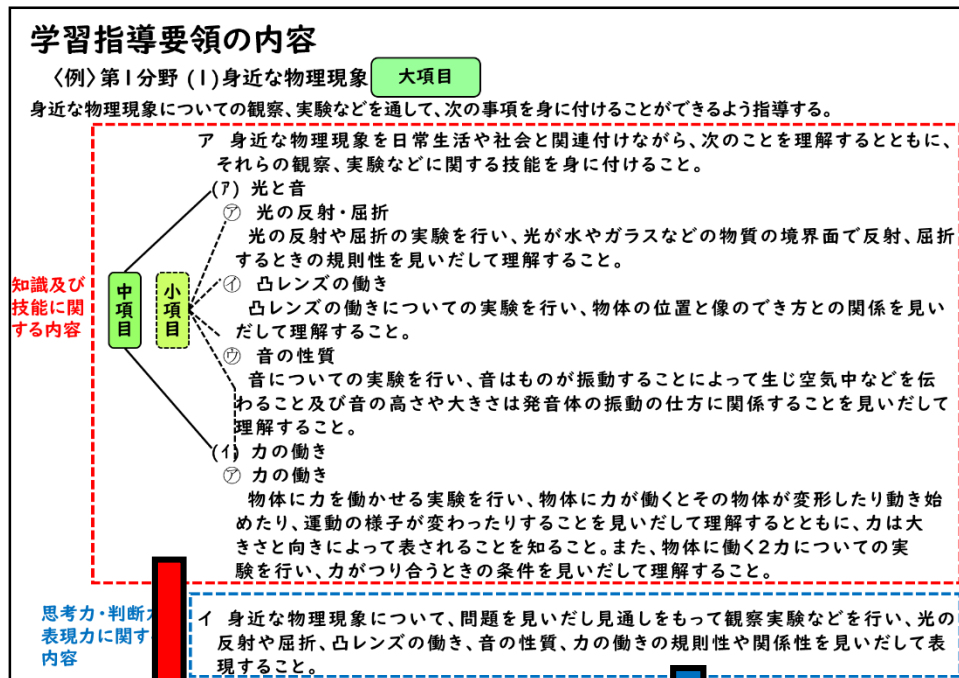 学習指導要領の内容
〈例〉第1分野 (1)身近な物理現象 大項目
身近な物理現象についての観察、実験などを通して、次の事項を身に付けることができるよう指導する。
ア 身近な物理現象を日常生活や社会と関連付けながら、次のことを理解するとともに、
それらの観察、実験などに関する技能を身に付けること。
(ア) 光と音
㋐ 光の反射・屈折
光の反射や屈折の実験を行い、光が水やガラスなどの物質の境界面で反射、屈折
するときの規則性を見いだして理解すること。
㋑ 凸レンズの働き
凸レンズの働きについての実験を行い、物体の位置と像のでき方との関係を見い
だして理解すること。
㋒ 音の性質
音についての実験を行い、音はものが振動することによって生じ空気中などを伝
わること及び音の高さや大きさは発音体の振動の仕方に関係することを見いだして
理解すること。
(イ) 力の働き
㋐ 力の働き
物体に力を働かせる実験を行い、物体に力が働くとその物体が変形したり動き始
めたり、運動の様子が変わったりすることを見いだして理解するとともに、力は大
きさと向きによって表されることを知ること。また、物体に働く2力についての実
験を行い、力がつり合うときの条件を見いだして理解すること。
知識及び
技能に関
する内容
中項目
小項目
思考力・判断
表現力に関す
内容
イ 身近な物理現象について、問題を見いだし見通しをもって観察実験などを行い、光の
反射や屈折、凸レンズの働き、音の性質、力の働きの規則性や関係性を見いだして表
現すること。